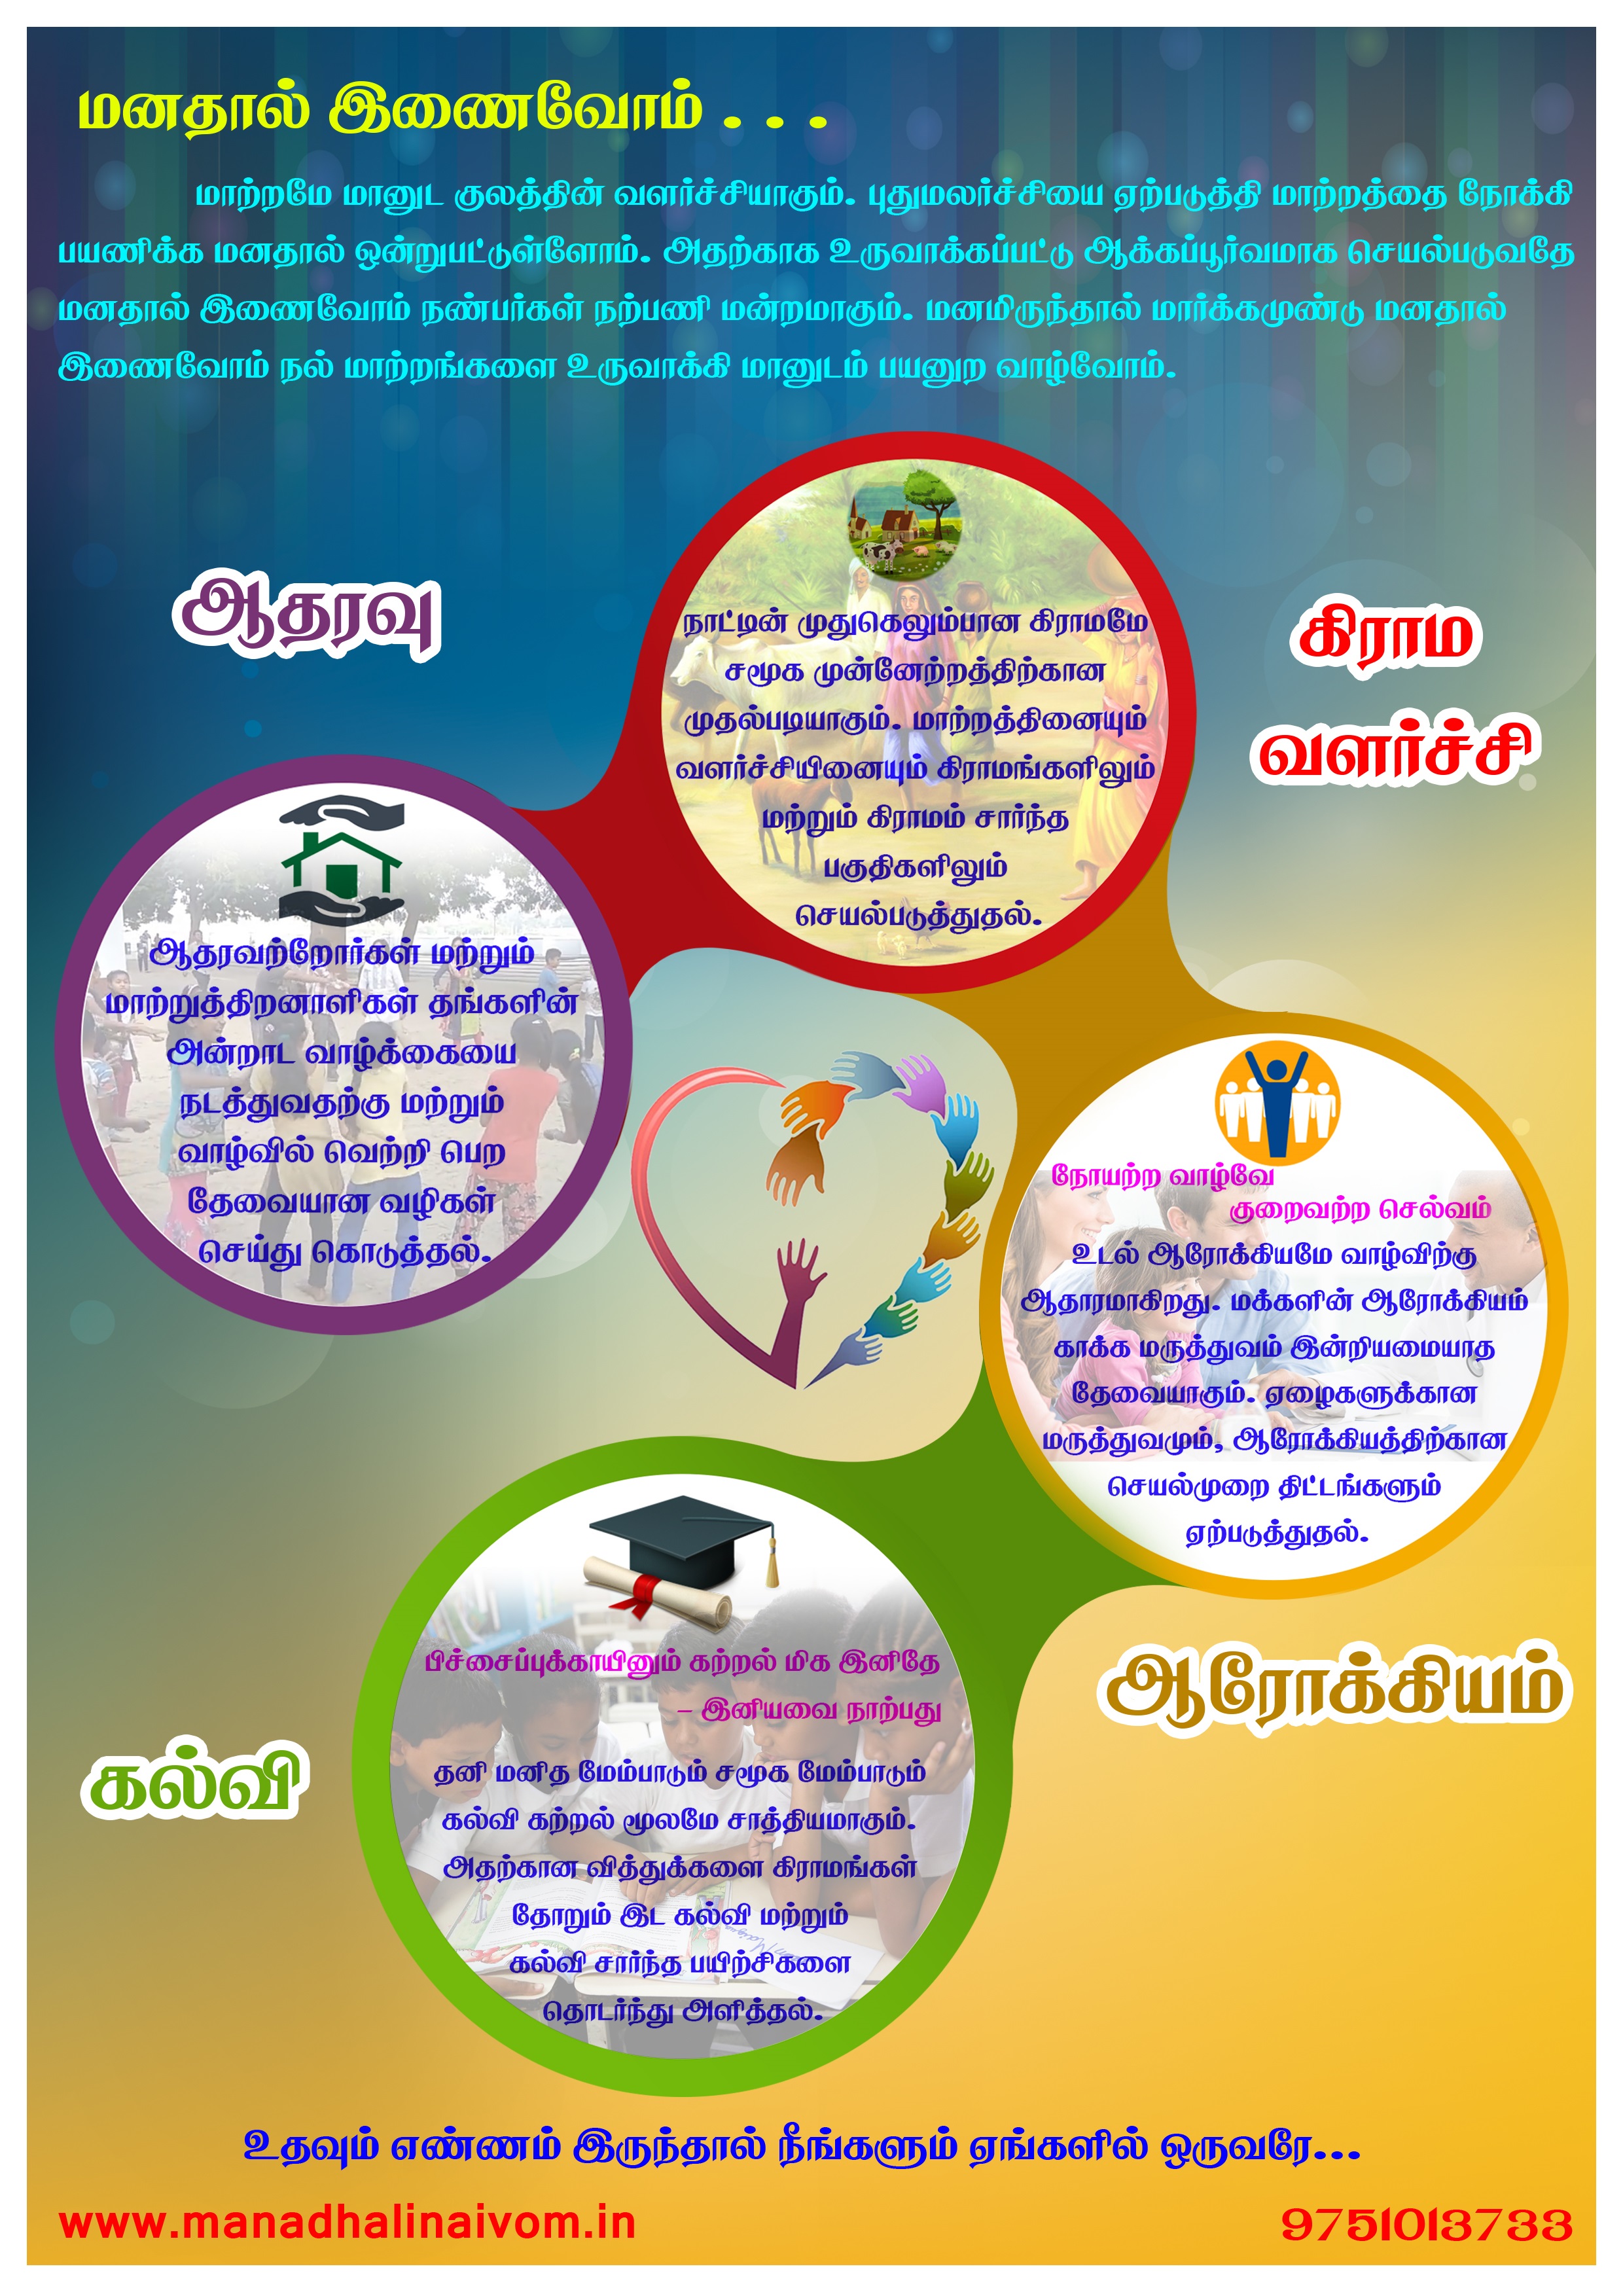 மனதால் இணைவோம் . . .
மாற்றமே மானுட குலத்தின் வளர்ச்சியாகும். புதுமலர்ச்சியை ஏற்படுத்தி மாற்றத்தை நோக்கி
பயணிக்க மனதால் ஒன்றுபட்டுள்ளோம். அதற்காக உருவாக்கப்பட்டு ஆக்கப்பூர்வமாக செயல்படுவதே
மனதால் இணைவோம் நண்பர்கள் நற்பணி மன்றமாகும். மனமிருந்தால் மார்க்கமுண்டு மனதால்
இணைவோம் நல் மாற்றங்களை உருவாக்கி மானுடம் பயனுற வாழ்வோம்.
கிராம
வளர்ச்சி
நாட்டின் முதுகெலும்பான கிராமமே
சமூக முன்னேற்றத்திற்கான
முதல்படியாகும். மாற்றத்தினையும்
வளர்ச்சியினையும் கிராமங்களிலும்
மற்றும் கிராமம் சார்ந்த
பகுதிகளிலும்
செயல்படுத்துதல்.
ஆதரவு
ஆதரவற்றோர்கள் மற்றும்
மாற்றுத்திறனாளிகள் தங்களின்
அன்றாட வாழ்க்கையை
நடத்துவதற்கு மற்றும்
வாழ்வில் வெற்றி பெற
தேவையான வழிகள்
செய்து கொடுத்தல்.
நோயற்ற வாழ்வே
குறைவற்ற செல்வம்
உடல் ஆரோக்கியமே வாழ்விற்கு
ஆதாரமாகிறது. மக்களின் ஆரோக்கியம்
காக்க மருத்துவம் இன்றியமையாத
தேவையாகும். ஏழைகளுக்கான
மருத்துவமும், ஆரோக்கியத்திற்கான
செயல்முறை திட்டங்களும்
ஏற்படுத்துதல்.
ஆரோக்கியம்
கல்வி
பிச்சைப்புக்காயினும் கற்றல் மிக இனிதே
– இனியவை நாற்பது
தனி மனித மேம்பாடும் சமூக மேம்பாடும்
கல்வி கற்றல் மூலமே சாத்தியமாகும்.
அதற்கான வித்துக்களை கிராமங்கள்
தோறும் இட கல்வி மற்றும்
கல்வி சார்ந்த பயிற்சிகளை
தொடர்ந்து அளித்தல்.
உதவும் எண்ணம் இருந்தால் நீங்களும் ஏங்களில் ஒருவரே...
www.manadhalinaivom.in
9751013733